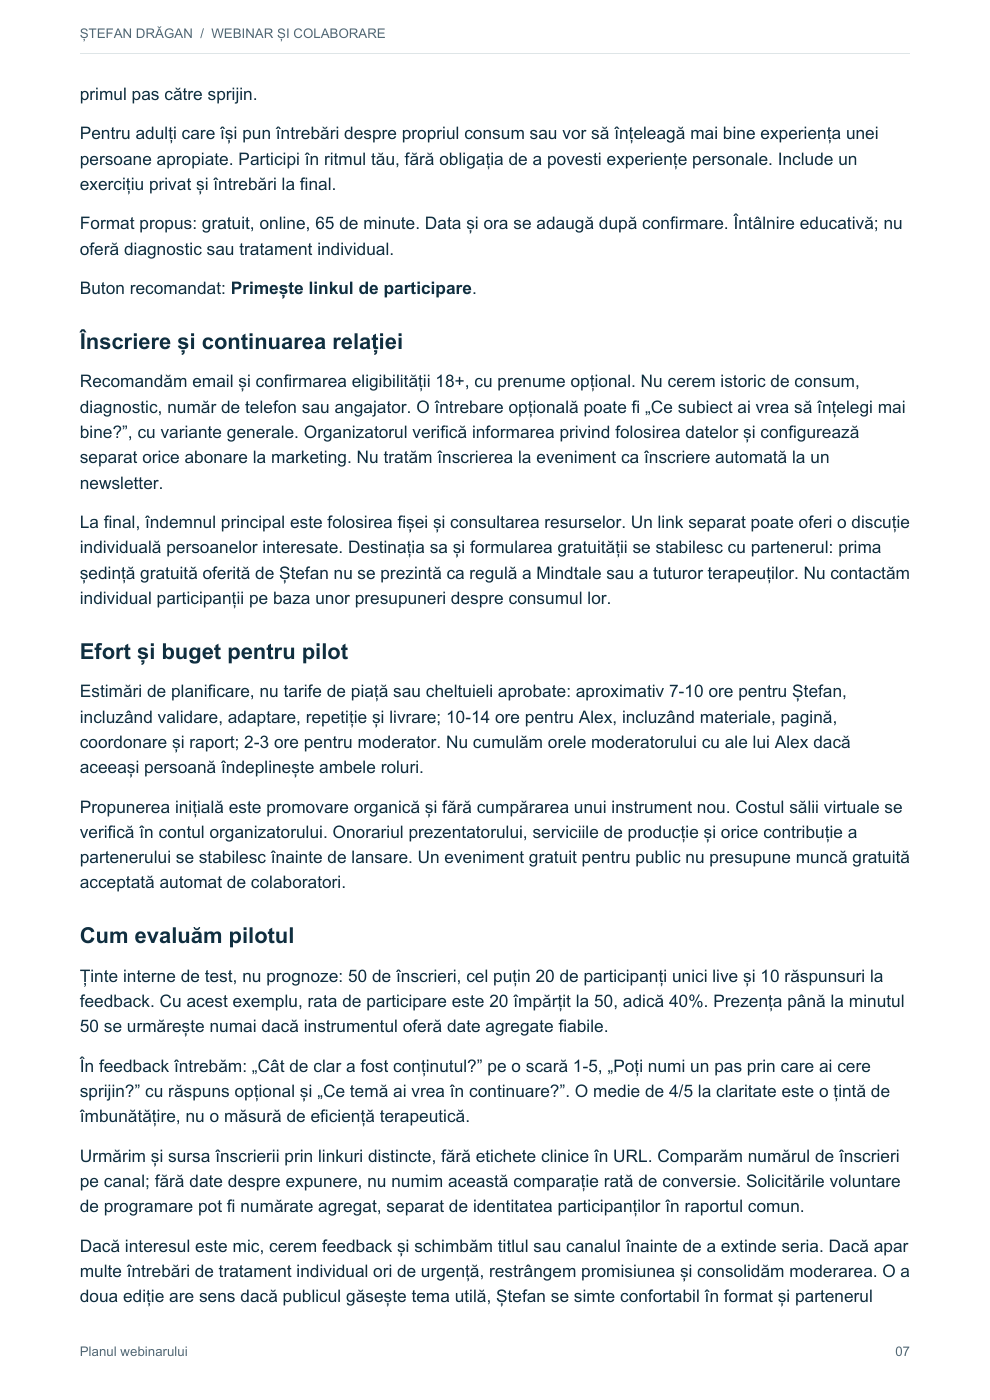 ȘTEFAN DRĂGAN / WEBINAR ȘI COLABORARE
primul pas către sprijin.
Pentru adulți care își pun întrebări despre propriul consum sau vor să înțeleagă mai bine experiența unei
persoane apropiate. Participi în ritmul tău, fără obligația de a povesti experiențe personale. Include un
exercițiu privat și întrebări la final.
Format propus: gratuit, online, 65 de minute. Data și ora se adaugă după confirmare. Întâlnire educativă; nu
oferă diagnostic sau tratament individual.
Buton recomandat: Primește linkul de participare.
Înscriere și continuarea relației
Recomandăm email și confirmarea eligibilității 18+, cu prenume opțional. Nu cerem istoric de consum,
diagnostic, număr de telefon sau angajator. O întrebare opțională poate fi „Ce subiect ai vrea să înțelegi mai
bine?”, cu variante generale. Organizatorul verifică informarea privind folosirea datelor și configurează
separat orice abonare la marketing. Nu tratăm înscrierea la eveniment ca înscriere automată la un
newsletter.
La final, îndemnul principal este folosirea fișei și consultarea resurselor. Un link separat poate oferi o discuție
individuală persoanelor interesate. Destinația sa și formularea gratuității se stabilesc cu partenerul: prima
ședință gratuită oferită de Ștefan nu se prezintă ca regulă a Mindtale sau a tuturor terapeuților. Nu contactăm
individual participanții pe baza unor presupuneri despre consumul lor.
Efort și buget pentru pilot
Estimări de planificare, nu tarife de piață sau cheltuieli aprobate: aproximativ 7-10 ore pentru Ștefan,
incluzând validare, adaptare, repetiție și livrare; 10-14 ore pentru Alex, incluzând materiale, pagină,
coordonare și raport; 2-3 ore pentru moderator. Nu cumulăm orele moderatorului cu ale lui Alex dacă
aceeași persoană îndeplinește ambele roluri.
Propunerea inițială este promovare organică și fără cumpărarea unui instrument nou. Costul sălii virtuale se
verifică în contul organizatorului. Onorariul prezentatorului, serviciile de producție și orice contribuție a
partenerului se stabilesc înainte de lansare. Un eveniment gratuit pentru public nu presupune muncă gratuită
acceptată automat de colaboratori.
Cum evaluăm pilotul
Ținte interne de test, nu prognoze: 50 de înscrieri, cel puțin 20 de participanți unici live și 10 răspunsuri la
feedback. Cu acest exemplu, rata de participare este 20 împărțit la 50, adică 40%. Prezența până la minutul
50 se urmărește numai dacă instrumentul oferă date agregate fiabile.
În feedback întrebăm: „Cât de clar a fost conținutul?” pe o scară 1-5, „Poți numi un pas prin care ai cere
sprijin?” cu răspuns opțional și „Ce temă ai vrea în continuare?”. O medie de 4/5 la claritate este o țintă de
îmbunătățire, nu o măsură de eficiență terapeutică.
Urmărim și sursa înscrierii prin linkuri distincte, fără etichete clinice în URL. Comparăm numărul de înscrieri
pe canal; fără date despre expunere, nu numim această comparație rată de conversie. Solicitările voluntare
de programare pot fi numărate agregat, separat de identitatea participanților în raportul comun.
Dacă interesul este mic, cerem feedback și schimbăm titlul sau canalul înainte de a extinde seria. Dacă apar
multe întrebări de tratament individual ori de urgență, restrângem promisiunea și consolidăm moderarea. O a
doua ediție are sens dacă publicul găsește tema utilă, Ștefan se simte confortabil în format și partenerul
Planul webinarului
07